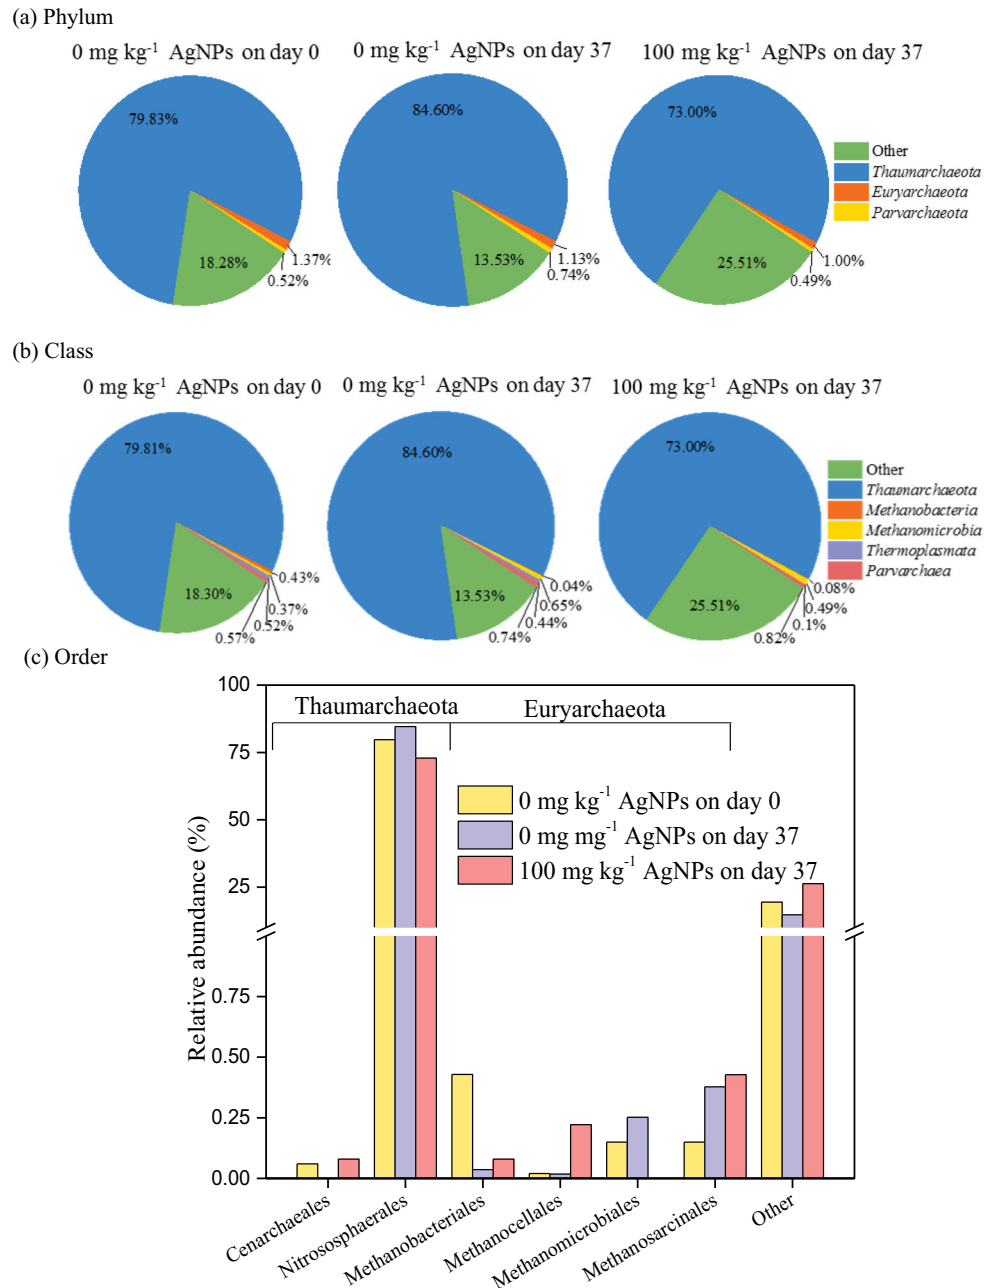 (a) Phylum
0 mg kg⁻¹ AgNPs on day 0
0 mg kg⁻¹ AgNPs on day 37
100 mg kg⁻¹ AgNPs on day 37
79.83%
84.60%
73.00%
Other
Thaumarchaeota
Euryarchaeota
Parvarchaeota
18.28%
1.37%
0.52%
13.53%
1.13%
0.74%
25.51%
1.00%
0.49%
(b) Class
0 mg kg⁻¹ AgNPs on day 0
0 mg kg⁻¹ AgNPs on day 37
100 mg kg⁻¹ AgNPs on day 37
79.81%
84.60%
73.00%
Other
Thaumarchaeota
Methanobacteria
Methanomicrobia
Thermoplasmata
Parvarchaea
18.30%
0.43%
0.37%
0.52%
0.57%
13.53%
0.04%
0.65%
0.44%
0.74%
25.51%
0.08%
0.49%
0.1%
0.82%
(c) Order
Thaumarchaeota
Euryarchaeota
0 mg kg⁻¹ AgNPs on day 0
0 mg mg⁻¹ AgNPs on day 37
100 mg kg⁻¹ AgNPs on day 37
Relative abundance (%)
100
75
50
25
0.75
0.50
0.25
0.00
Cenarchaeales
Nitrososphaerales
Methanobacteriales
Methanocellales
Methanomicrobiales
Methanosarcinales
Other